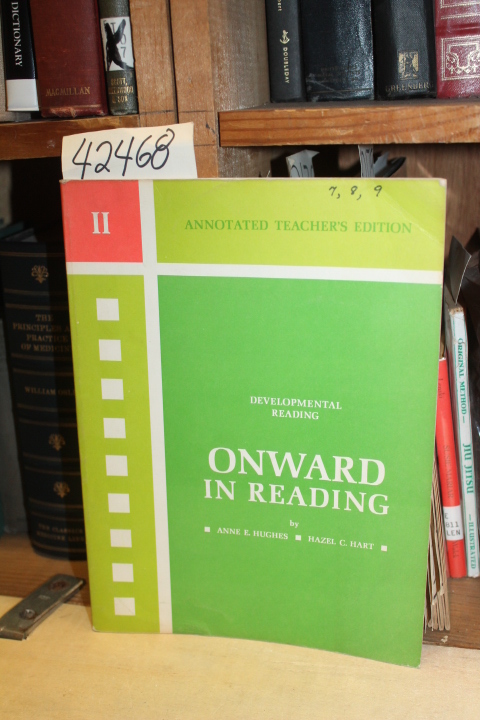 DICTIONARY
MACMILLAN
DOUBLEDAY
42468
7, 8, 9
II
ANNOTATED TEACHER'S EDITION
DEVELOPMENTAL
READING
ONWARD
IN READING
by
■ ANNE E. HUGHES ■ HAZEL C. HART ■
THE
PRINCIPLES
PRACTICE
OF MEDICINE
WILLIAM
ORIGINAL METHOD—
JIU JITSU
—ILLUSTRATED